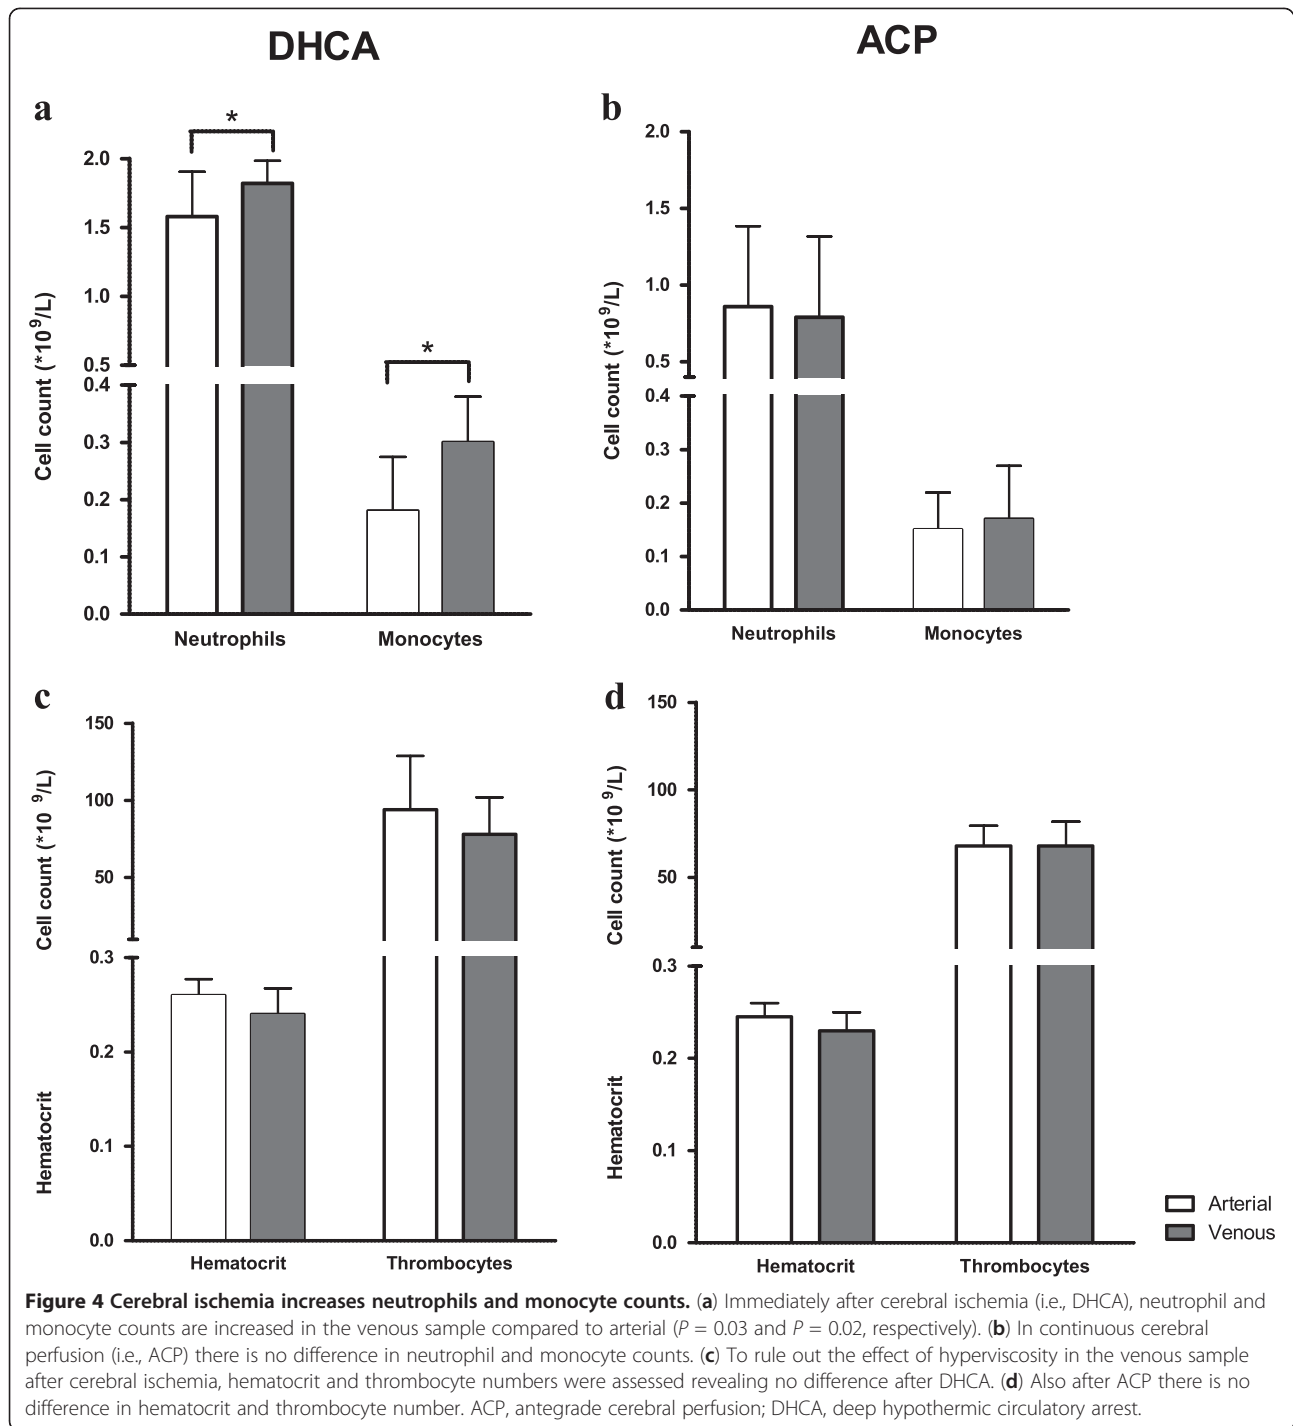 DHCA
ACP
a
*
*
2.0
1.5
1.0
0.5
0.4
0.3
0.2
0.1
0.0
Cell count (*10⁹/L)
Neutrophils
Monocytes
b
2.0
1.5
1.0
0.5
0.4
0.3
0.2
0.1
0.0
Cell count (*10⁹/L)
Neutrophils
Monocytes
c
150
100
50
0.3
0.2
0.1
0.0
Cell count (*10 ⁹/L)
Hematocrit
Hematocrit
Thrombocytes
d
150
100
50
0.3
0.2
0.1
0.0
Cell count (*10 ⁹/L)
Hematocrit
Hematocrit
Thrombocytes
Arterial
Venous
Figure 4 Cerebral ischemia increases neutrophils and monocyte counts. (a) Immediately after cerebral ischemia (i.e., DHCA), neutrophil and
monocyte counts are increased in the venous sample compared to arterial (P = 0.03 and P = 0.02, respectively). (b) In continuous cerebral
perfusion (i.e., ACP) there is no difference in neutrophil and monocyte counts. (c) To rule out the effect of hyperviscosity in the venous sample
after cerebral ischemia, hematocrit and thrombocyte numbers were assessed revealing no difference after DHCA. (d) Also after ACP there is no
difference in hematocrit and thrombocyte number. ACP, antegrade cerebral perfusion; DHCA, deep hypothermic circulatory arrest.